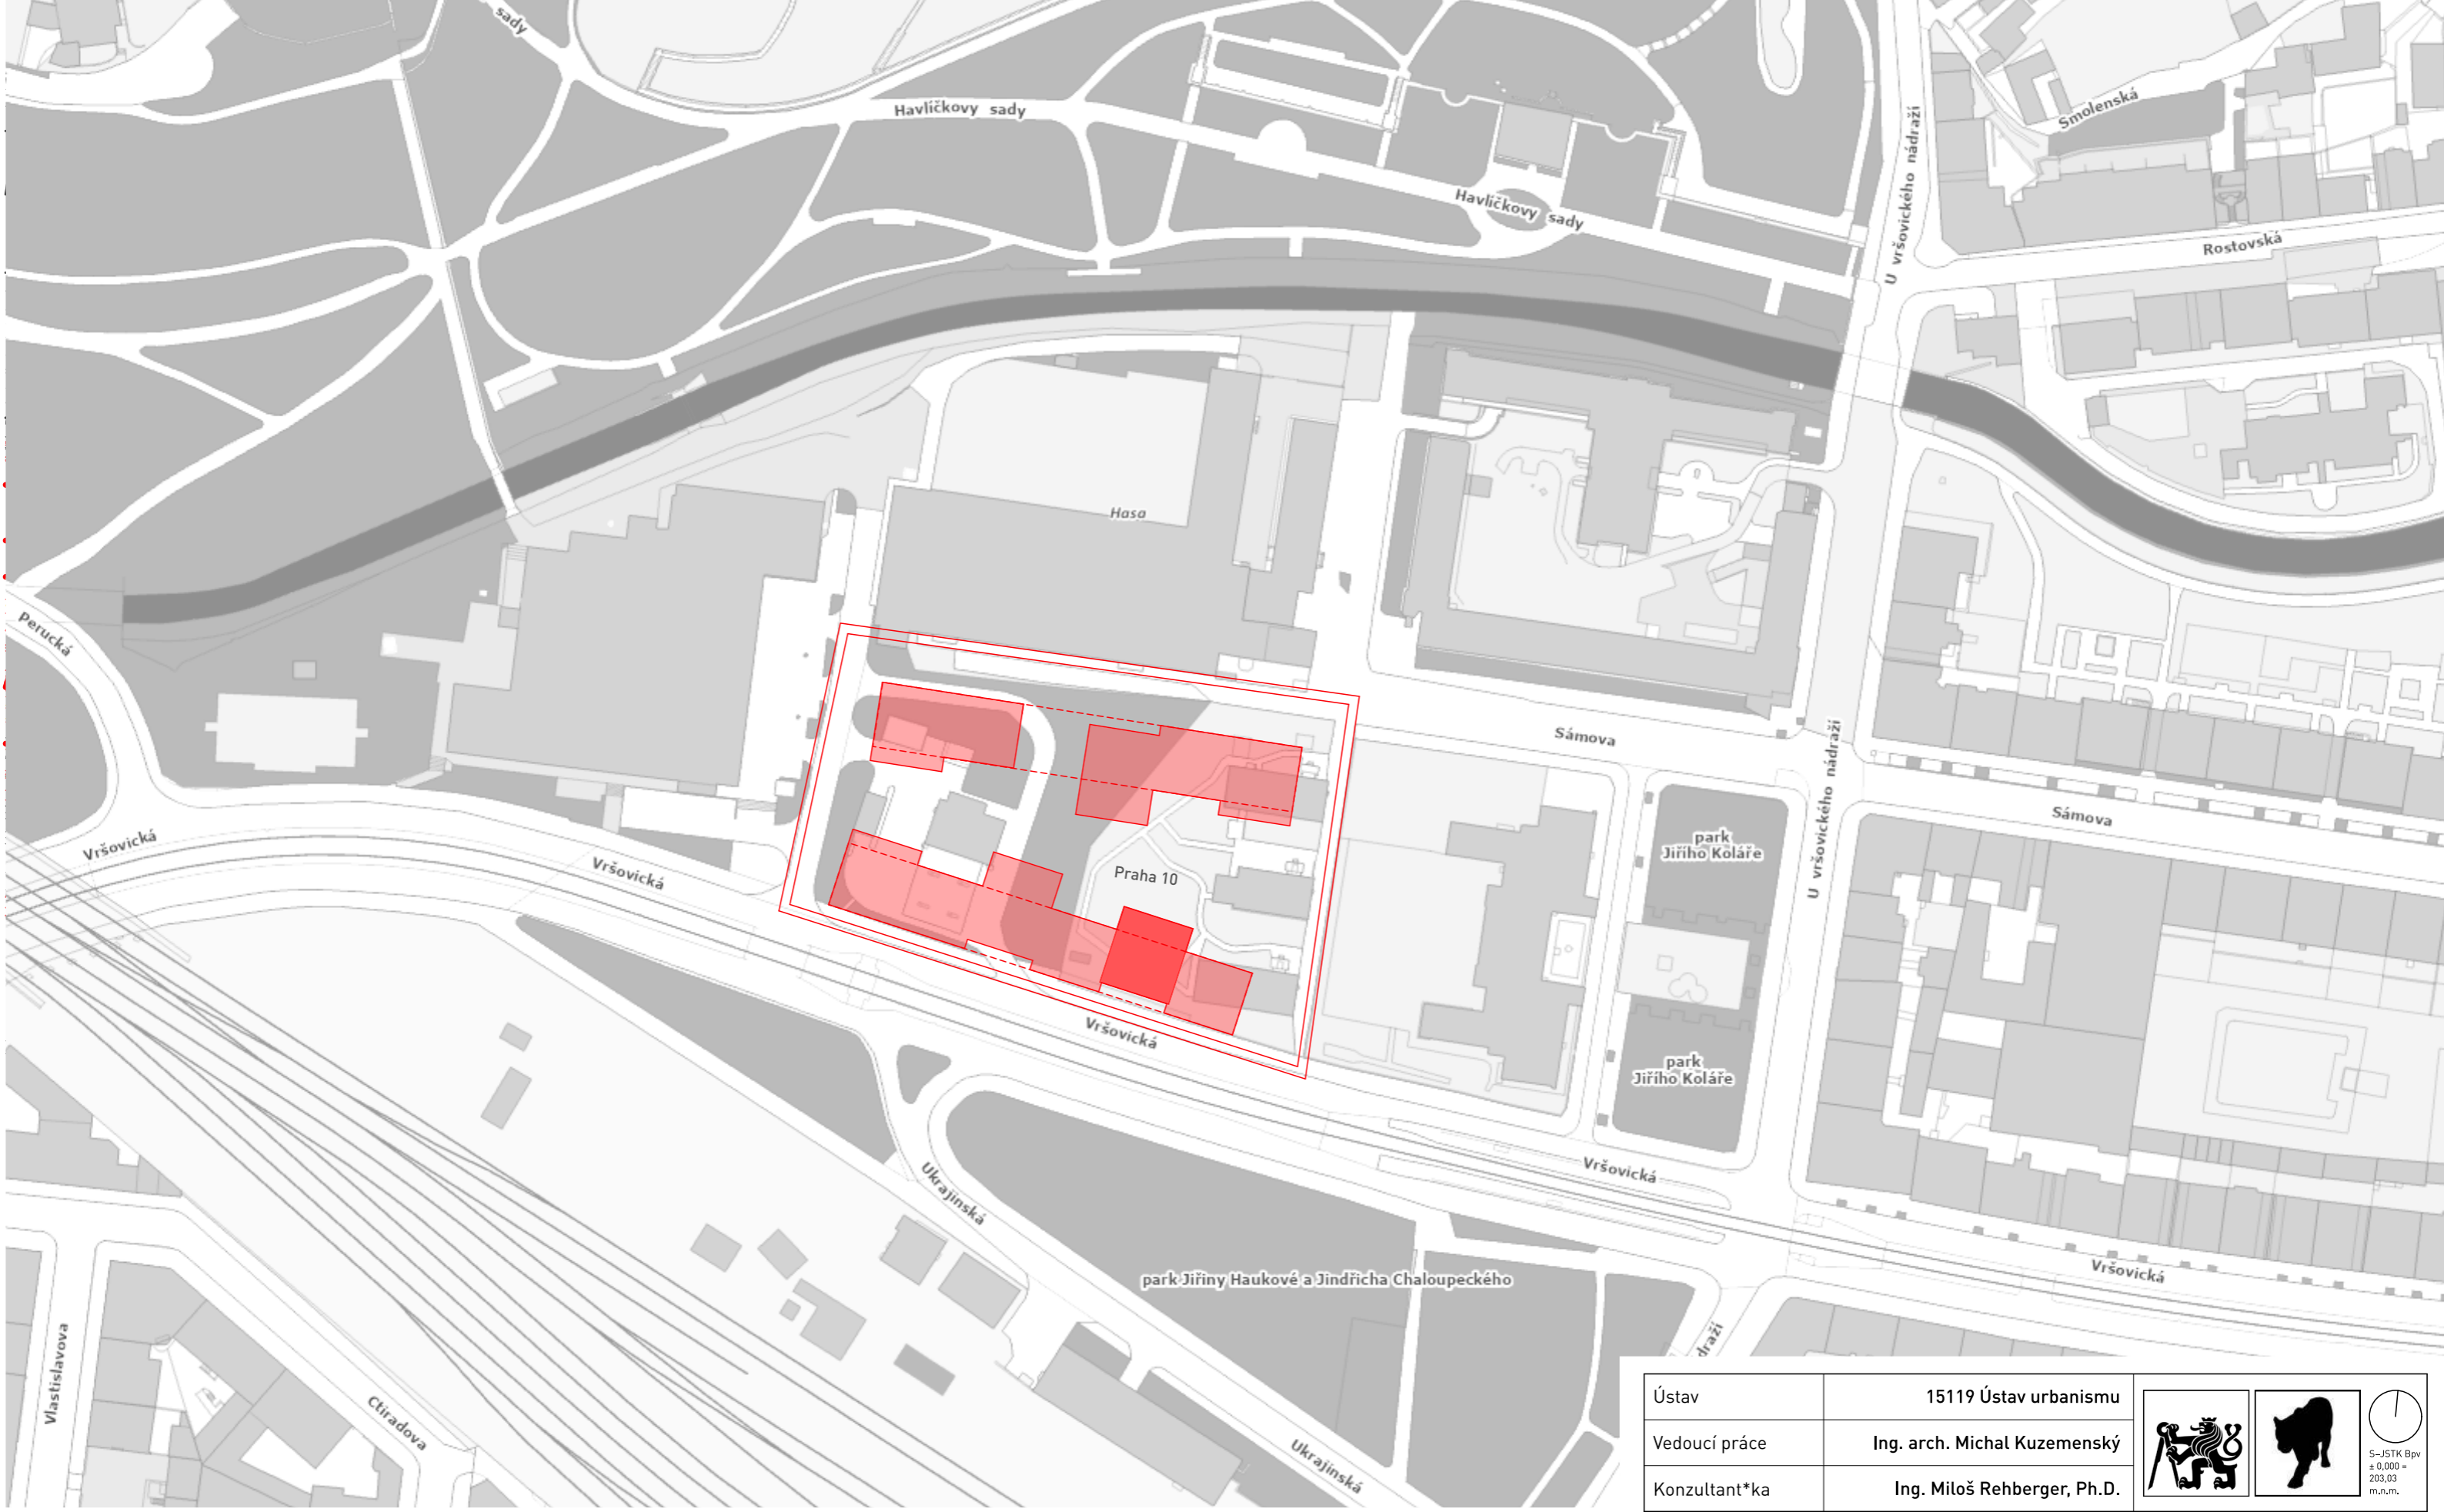 sady
Havlíčkovy sady
Smolenská
U vršovického nádraží
Havlíčkovy sady
Rostovská
Hasa
Perucká
Sámova
U vršovického nádraží
Sámova
Vršovická
Vršovická
park
Jiřího Koláře
Praha 10
Vršovická
park
Jiřího Koláře
Vršovická
Ukrajinská
park Jiřiny Haukové a Jindřicha Chaloupeckého
Vršovická
draží
Vlastislavova
Ctiradova
Ukrajinská
Ústav 15119 Ústav urbanismu
Vedoucí práce Ing. arch. Michal Kuzemenský
Konzultant*ka Ing. Miloš Rehberger, Ph.D.
S-JSTK Bpv
± 0,000 =
203,03
m.n.m.